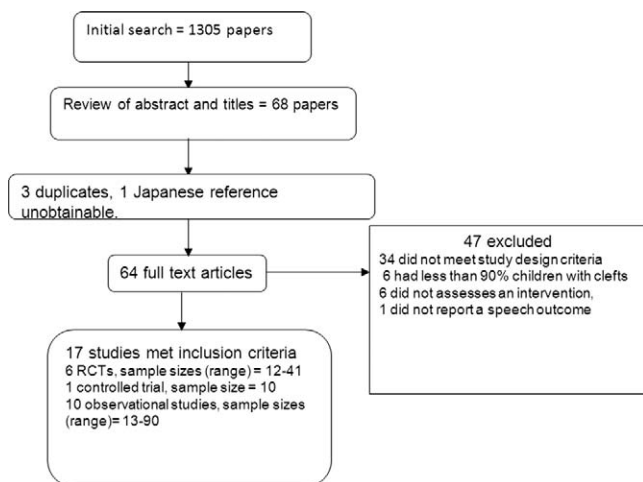 Initial search = 1305 papers
Review of abstract and titles = 68 papers
3 duplicates, 1 Japanese reference
unobtainable.
64 full text articles
47 excluded
34 did not meet study design criteria
6 had less than 90% children with clefts
6 did not assesses an intervention,
1 did not report a speech outcome
17 studies met inclusion criteria
6 RCTs, sample sizes (range) = 12-41
1 controlled trial, sample size = 10
10 observational studies, sample sizes
(range)= 13-90